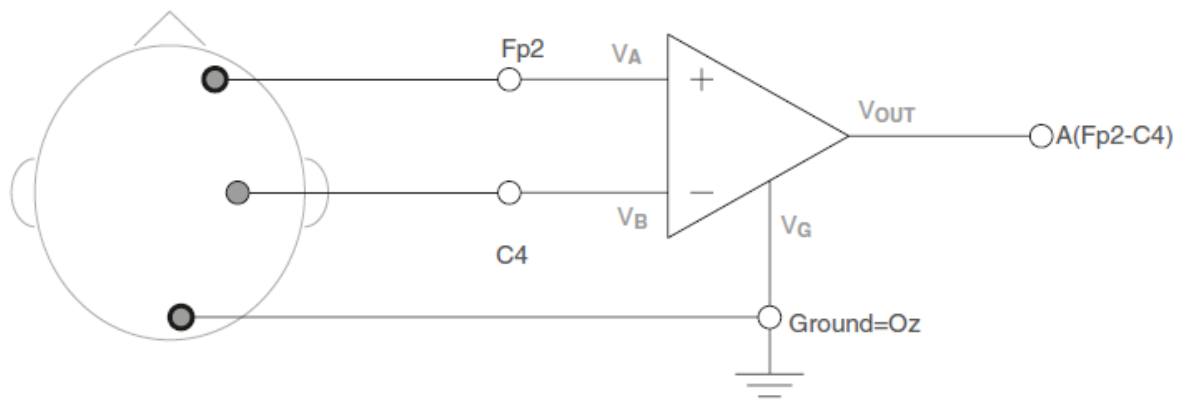 Fp2
VA
+
VOUT
A(Fp2-C4)
−
VB
VG
C4
Ground=Oz